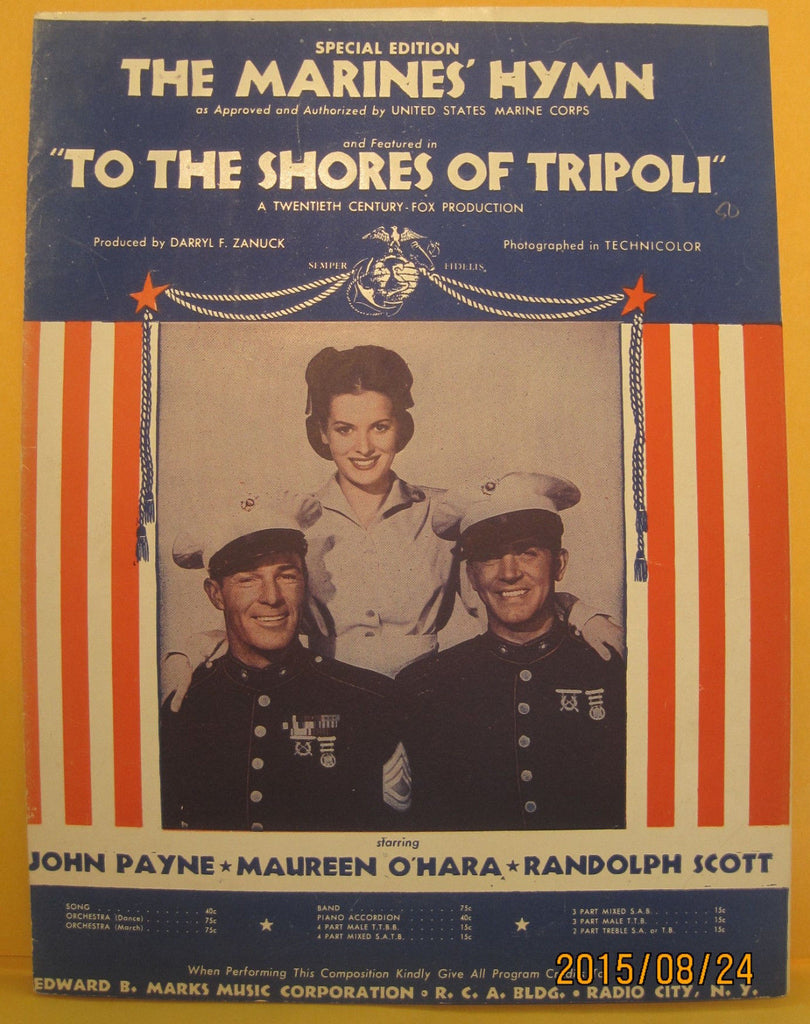 SPECIAL EDITION
THE MARINES' HYMN
as Approved and Authorized by UNITED STATES MARINE CORPS
and Featured in
"TO THE SHORES OF TRIPOLI"
A TWENTIETH CENTURY-FOX PRODUCTION
Produced by DARRYL F. ZANUCK
Photographed in TECHNICOLOR
SEMPER FIDELIS
starring
JOHN PAYNE ★ MAUREEN O'HARA ★ RANDOLPH SCOTT
SONG . . . . . . . . . . . 40c
ORCHESTRA (Dance) . . . . . . 75c
ORCHESTRA (March) . . . . . . 75c
BAND . . . . . . . . . . . 75c
PIANO ACCORDION . . . . . . 40c
4 PART MALE T.T.B.B. . . . . . 15c
4 PART MIXED S.A.T.B. . . . . . 15c
3 PART MIXED S.A.B. . . . . . 15c
3 PART MALE T.T.B. . . . . . 15c
2 PART TREBLE S.A. or T.B. . . . 15c
When Performing This Composition Kindly Give All Program Credits To
EDWARD B. MARKS MUSIC CORPORATION • R. C. A. BLDG. • RADIO CITY, N. Y.
2015/08/24